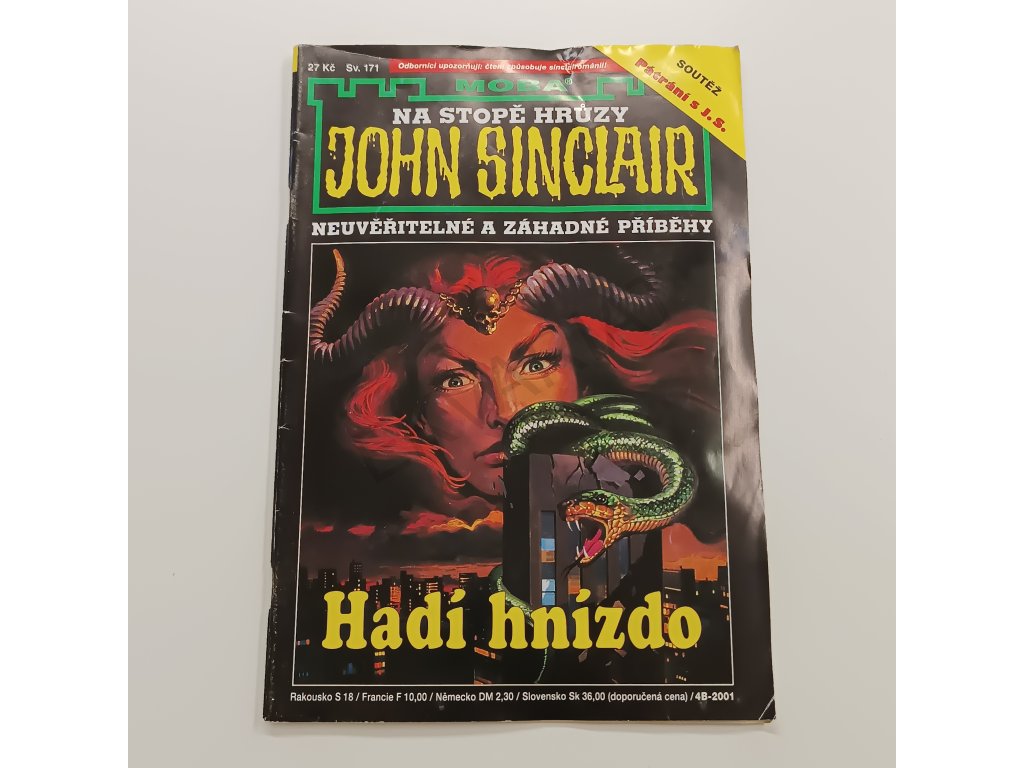 27 Kč Sv. 171
Odborníci upozorňují: čtení způsobuje sinclairománii!
SOUTĚŽ
Pátrání s J.S.
MOBA®
NA STOPĚ HRŮZY
JOHN SINCLAIR
NEUVĚŘITELNÉ A ZÁHADNÉ PŘÍBĚHY
Hadí hnízdo
Rakousko S 18 / Francie F 10,00 / Německo DM 2,30 / Slovensko Sk 36,00 (doporučená cena) / 4B-2001